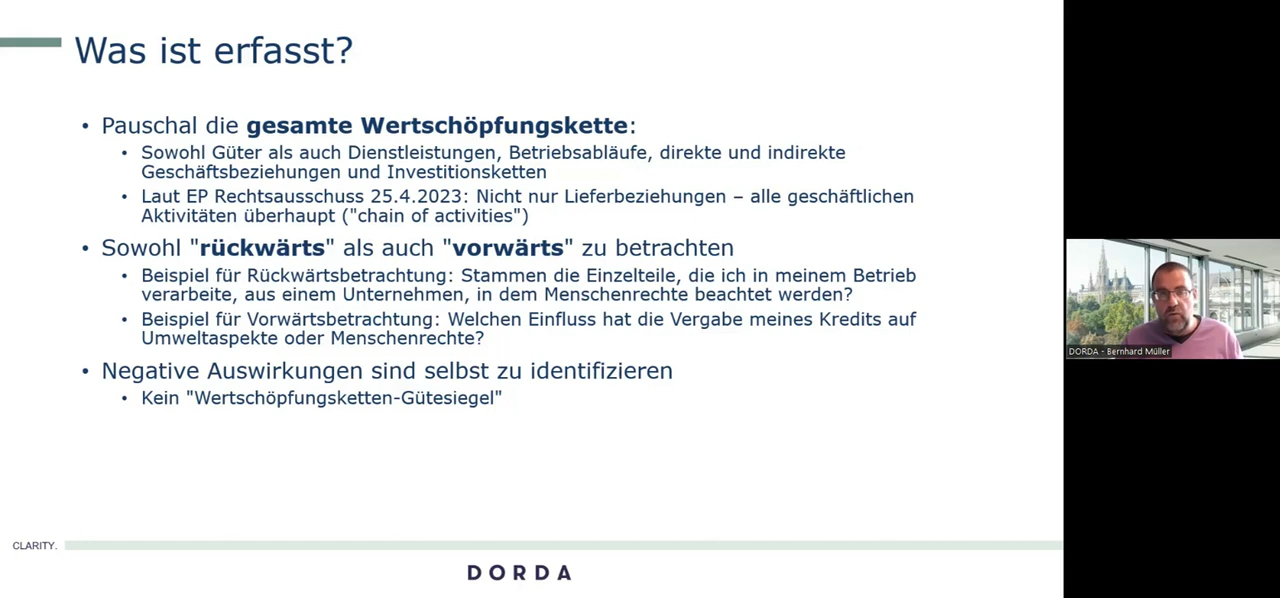 Was ist erfasst?
• Pauschal die gesamte Wertschöpfungskette:
• Sowohl Güter als auch Dienstleistungen, Betriebsabläufe, direkte und indirekte
Geschäftsbeziehungen und Investitionsketten
• Laut EP Rechtsausschuss 25.4.2023: Nicht nur Lieferbeziehungen – alle geschäftlichen
Aktivitäten überhaupt ("chain of activities")
• Sowohl "rückwärts" als auch "vorwärts" zu betrachten
• Beispiel für Rückwärtsbetrachtung: Stammen die Einzelteile, die ich in meinem Betrieb
verarbeite, aus einem Unternehmen, in dem Menschenrechte beachtet werden?
• Beispiel für Vorwärtsbetrachtung: Welchen Einfluss hat die Vergabe meines Kredits auf
Umweltaspekte oder Menschenrechte?
• Negative Auswirkungen sind selbst zu identifizieren
• Kein "Wertschöpfungsketten-Gütesiegel"
CLARITY.
DORDA
DORDA - Bernhard Müller